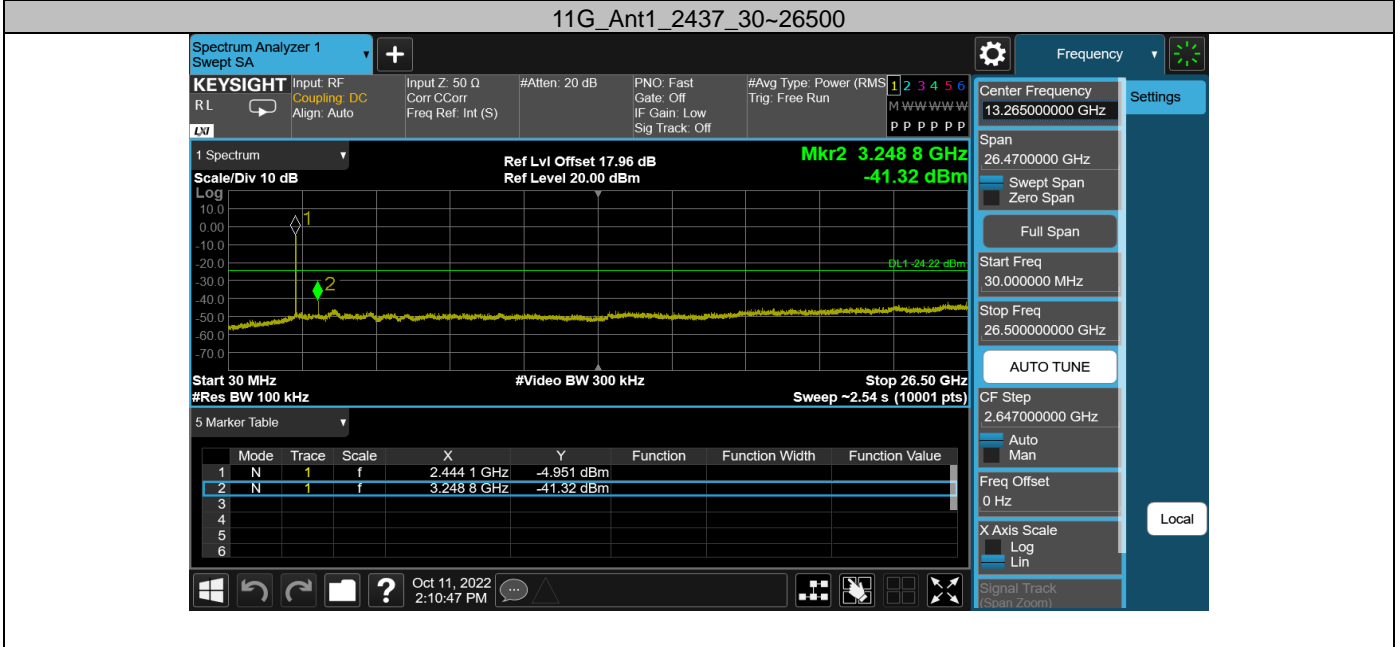 11G_Ant1_2437_30~26500
Spectrum Analyzer 1
Swept SA
+
Frequency
KEYSIGHT
RL
LXI
Input: RF
Coupling: DC
Align: Auto
Input Z: 50 Ω
Corr CCorr
Freq Ref: Int (S)
#Atten: 20 dB
PNO: Fast
Gate: Off
IF Gain: Low
Sig Track: Off
#Avg Type: Power (RMS
Trig: Free Run
1 2 3 4 5 6
M W W W W W
P P P P P P
Settings
Center Frequency
13.265000000 GHz
Span
26.4700000 GHz
Swept Span
Zero Span
Full Span
Start Freq
30.000000 MHz
Stop Freq
26.500000000 GHz
AUTO TUNE
CF Step
2.647000000 GHz
Auto
Man
Freq Offset
0 Hz
X Axis Scale
Log
Lin
Signal Track
(Span Zoom)
Local
1 Spectrum
Scale/Div 10 dB
Ref Lvl Offset 17.96 dB
Ref Level 20.00 dBm
Mkr2 3.248 8 GHz
-41.32 dBm
Log
10.0
0.00
-10.0
-20.0
-30.0
-40.0
-50.0
-60.0
-70.0
1
2
DL1 -24.22 dBm
Start 30 MHz
#Video BW 300 kHz
Stop 26.50 GHz
#Res BW 100 kHz
Sweep ~2.54 s (10001 pts)
5 Marker Table
Mode Trace Scale X Y Function Function Width Function Value
1 N 1 f 2.444 1 GHz -4.951 dBm
2 N 1 f 3.248 8 GHz -41.32 dBm
3
4
5
6
?
Oct 11, 2022
2:10:47 PM